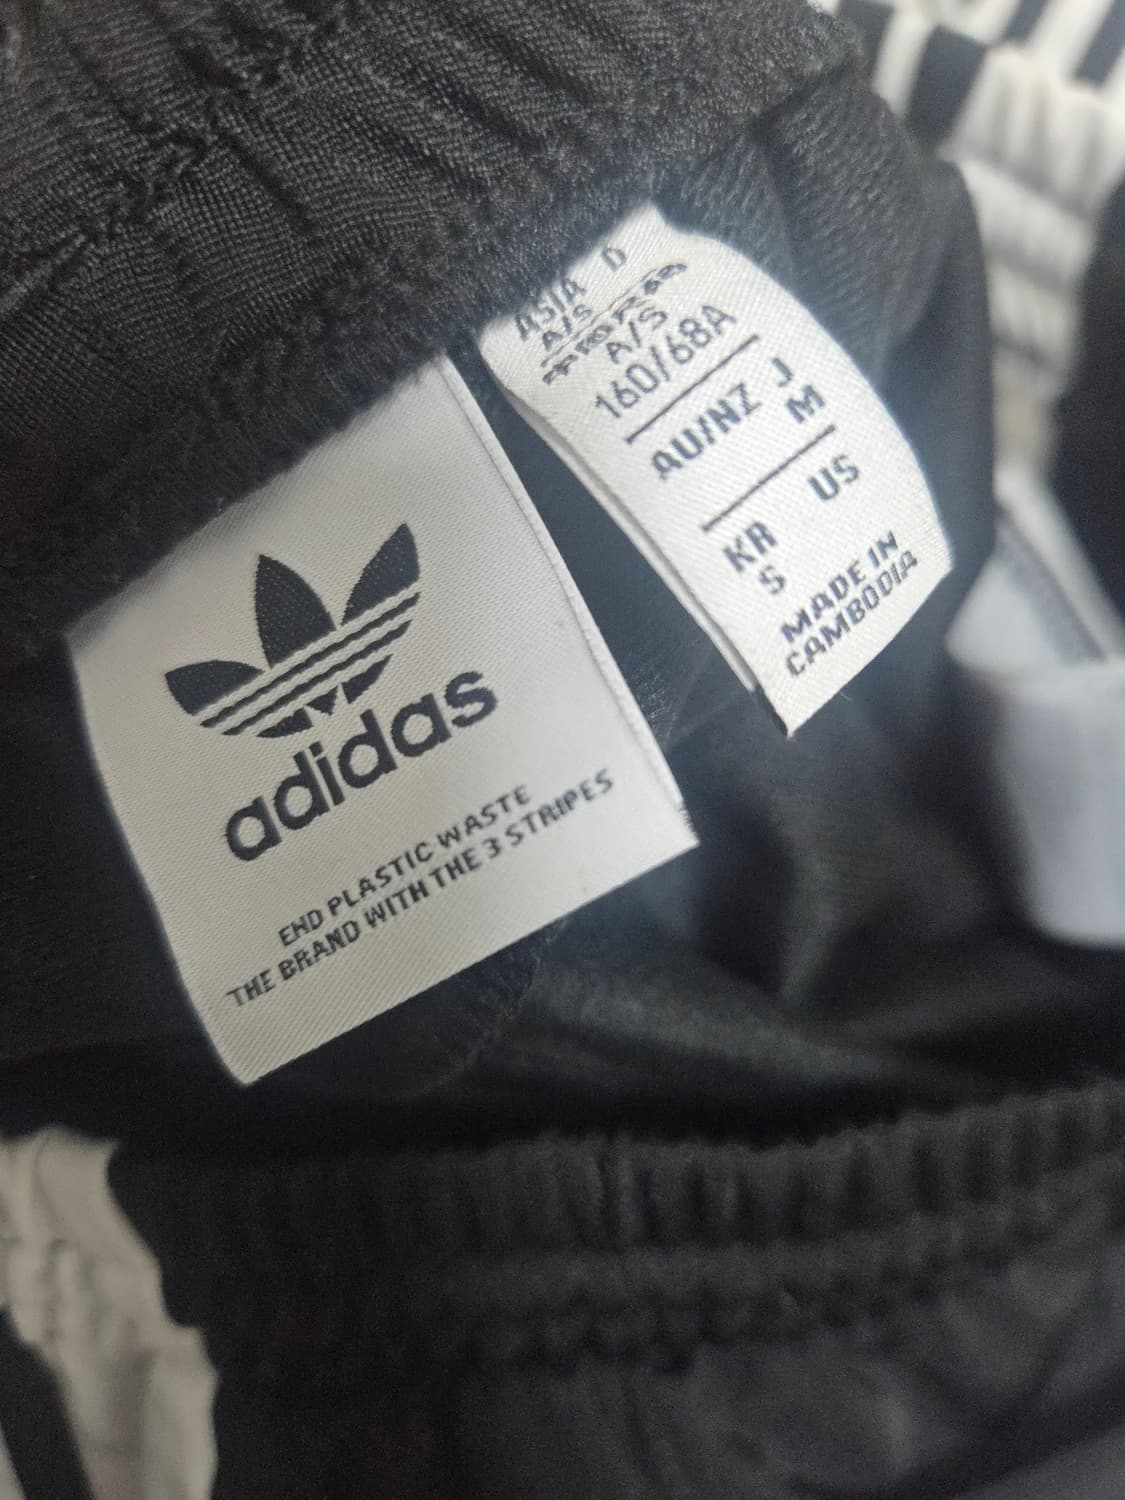 adidas
END PLASTIC WASTE
THE BRAND WITH THE 3 STRIPES
ASIA D
A/S
A/S
160/68A
AU/NZ J
M
US
KR
S
MADE IN
CAMBODIA